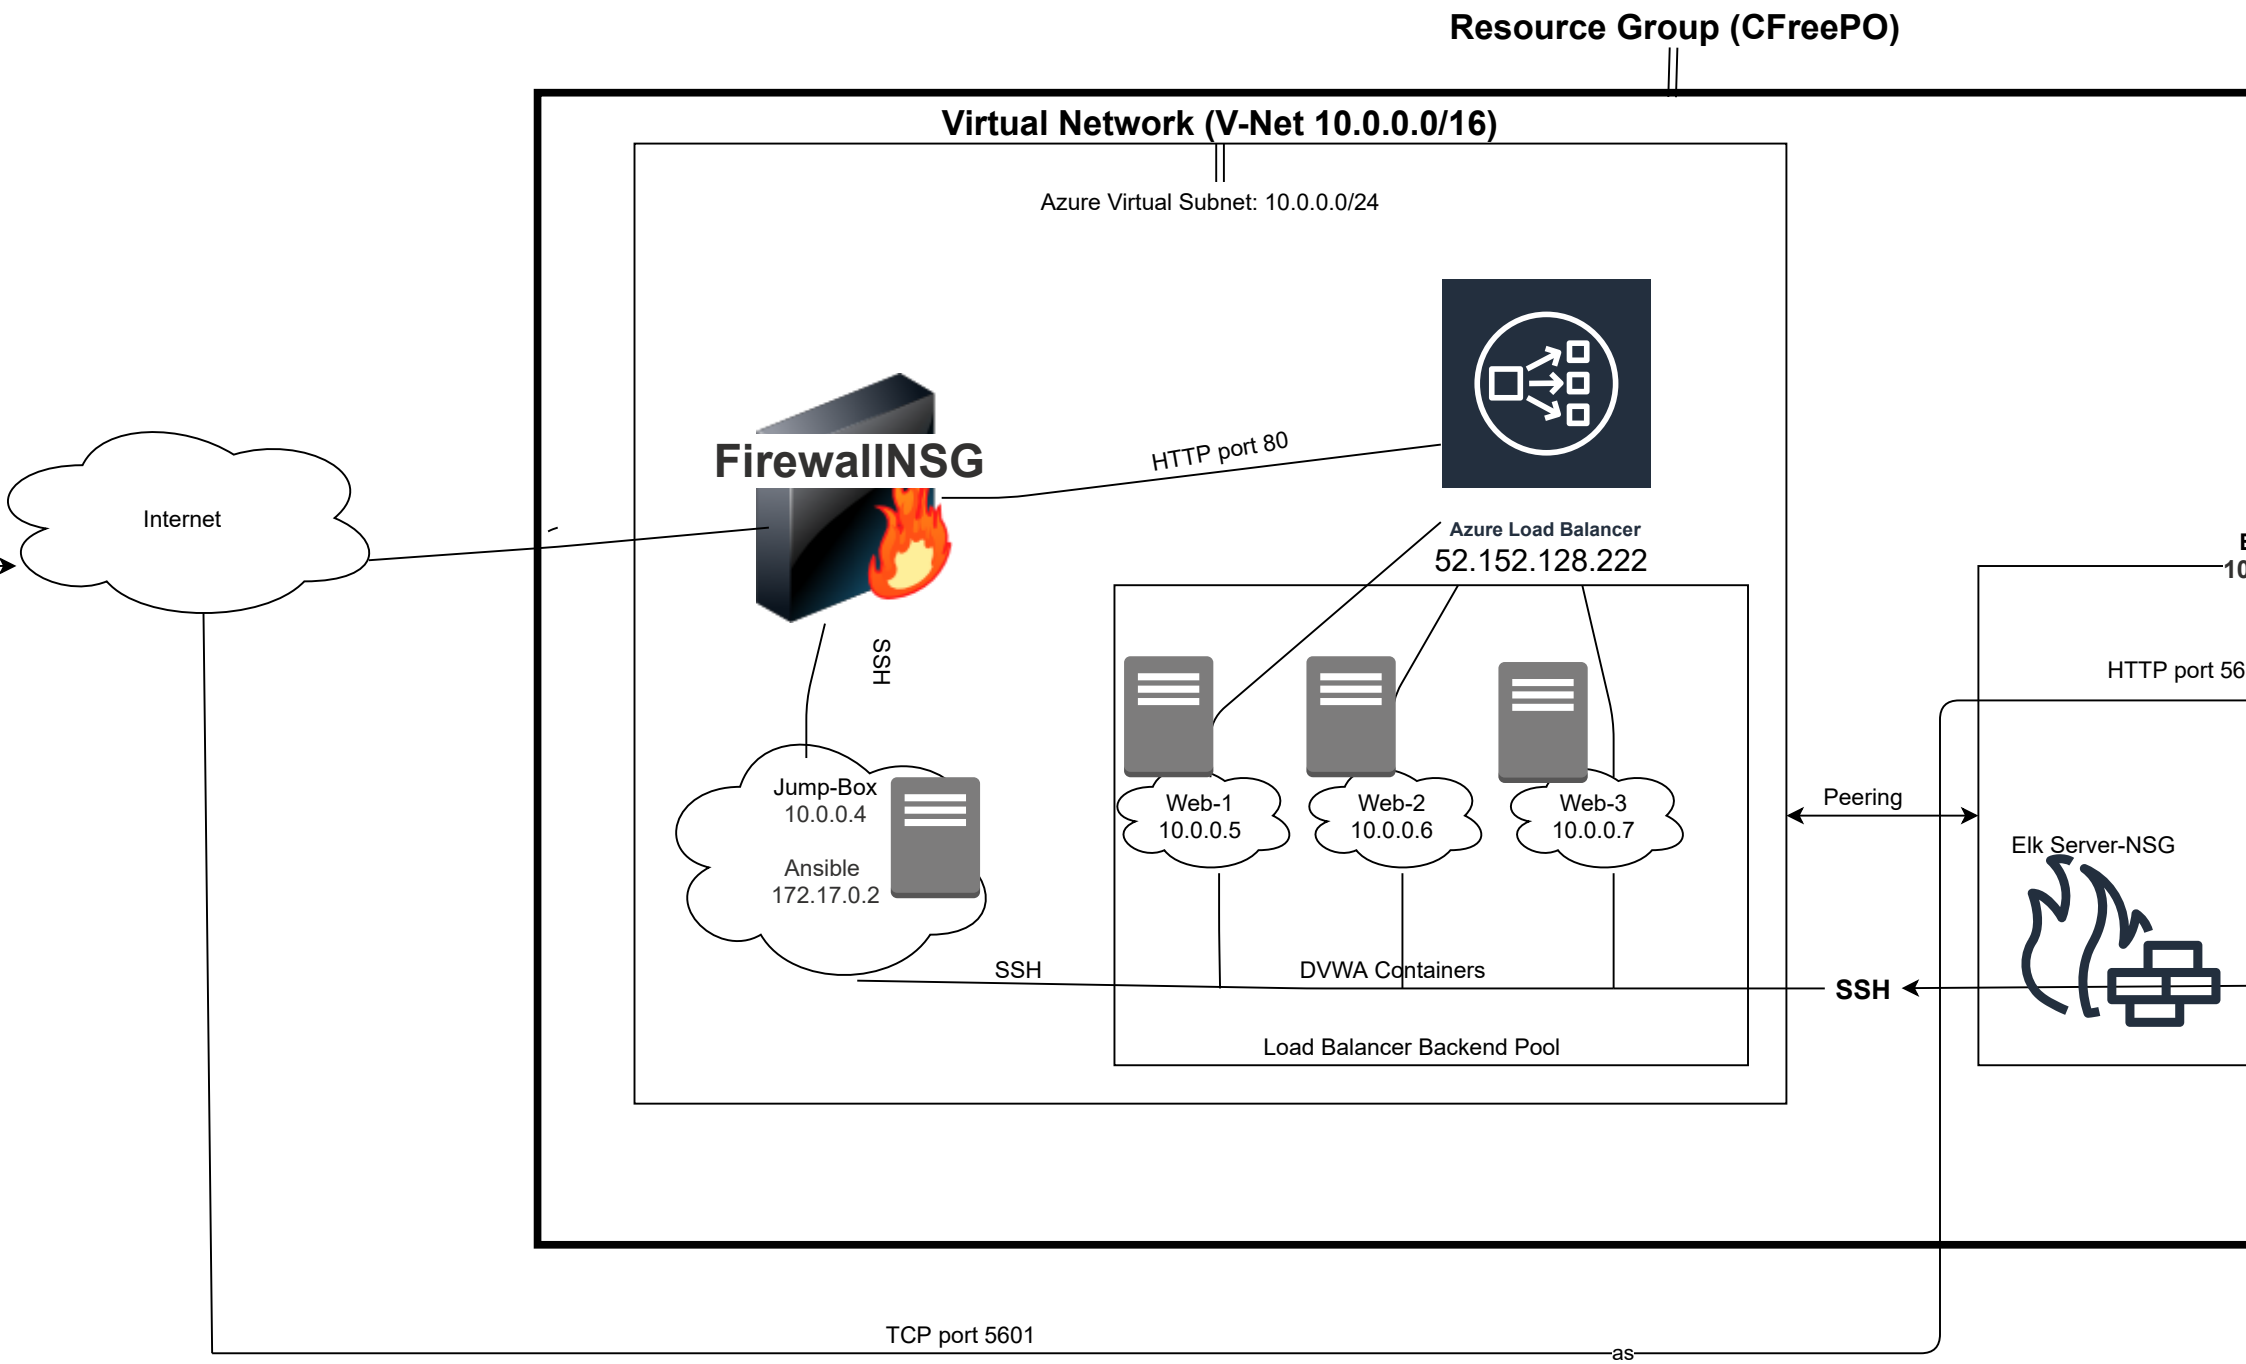 Resource Group (CFreePO)
Virtual Network (V-Net 10.0.0.0/16)
Azure Virtual Subnet: 10.0.0.0/24
Internet
FirewallNSG
HTTP port 80
Azure Load Balancer
52.152.128.222
SSH
Jump-Box
10.0.0.4
Ansible
172.17.0.2
Web-1
10.0.0.5
Web-2
10.0.0.6
Web-3
10.0.0.7
SSH
DVWA Containers
Load Balancer Backend Pool
Peering
SSH
10
HTTP port 56
Elk Server-NSG
TCP port 5601
as